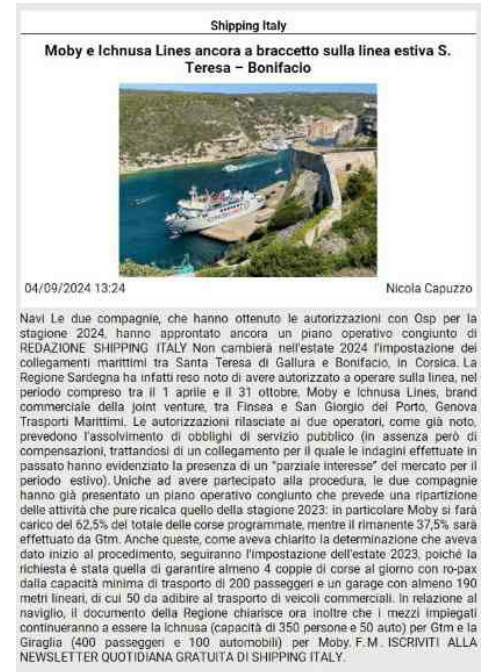 Shipping Italy
Moby e Ichnusa Lines ancora a braccetto sulla linea estiva S.
Teresa – Bonifacio
04/09/2024 13:24
Nicola Capuzzo
Navi Le due compagnie, che hanno ottenuto le autorizzazioni con Osp per la
stagione 2024, hanno approntato ancora un piano operativo congiunto di
REDAZIONE SHIPPING ITALY Non cambierà nell'estate 2024 l'impostazione dei
collegamenti marittimi tra Santa Teresa di Gallura e Bonifacio, in Corsica. La
Regione Sardegna ha infatti reso noto di avere autorizzato a operare sulla linea, nel
periodo compreso tra il 1 aprile e il 31 ottobre, Moby e Ichnusa Lines, brand
commerciale della joint venture, tra Finsea e San Giorgio del Porto, Genova
Trasporti Marittimi. Le autorizzazioni rilasciate ai due operatori, come già noto,
prevedono l'assolvimento di obblighi di servizio pubblico (in assenza però di
compensazioni, trattandosi di un collegamento per il quale le indagini effettuate in
passato hanno evidenziato la presenza di un "parziale interesse" del mercato per il
periodo estivo). Uniche ad avere partecipato alla procedura, le due compagnie
hanno già presentato un piano operativo congiunto che prevede una ripartizione
delle attività che pure ricalca quello della stagione 2023: in particolare Moby si farà
carico del 62,5% del totale delle corse programmate, mentre il rimanente 37,5% sarà
effettuato da Gtm. Anche queste, come aveva chiarito la determinazione che aveva
dato inizio al procedimento, seguiranno l'impostazione dell'estate 2023, poiché la
richiesta è stata quella di garantire almeno 4 coppie di corse al giorno con ro-pax
dalla capacità minima di trasporto di 200 passeggeri e un garage con almeno 190
metri lineari, di cui 50 da adibire al trasporto di veicoli commerciali. In relazione al
naviglio, il documento della Regione chiarisce ora inoltre che i mezzi impiegati
continueranno a essere la Ichnusa (capacità di 350 persone e 50 auto) per Gtm e la
Giraglia (400 passeggeri e 100 automobili) per Moby. F.M. ISCRIVITI ALLA
NEWSLETTER QUOTIDIANA GRATUITA DI SHIPPING ITALY.